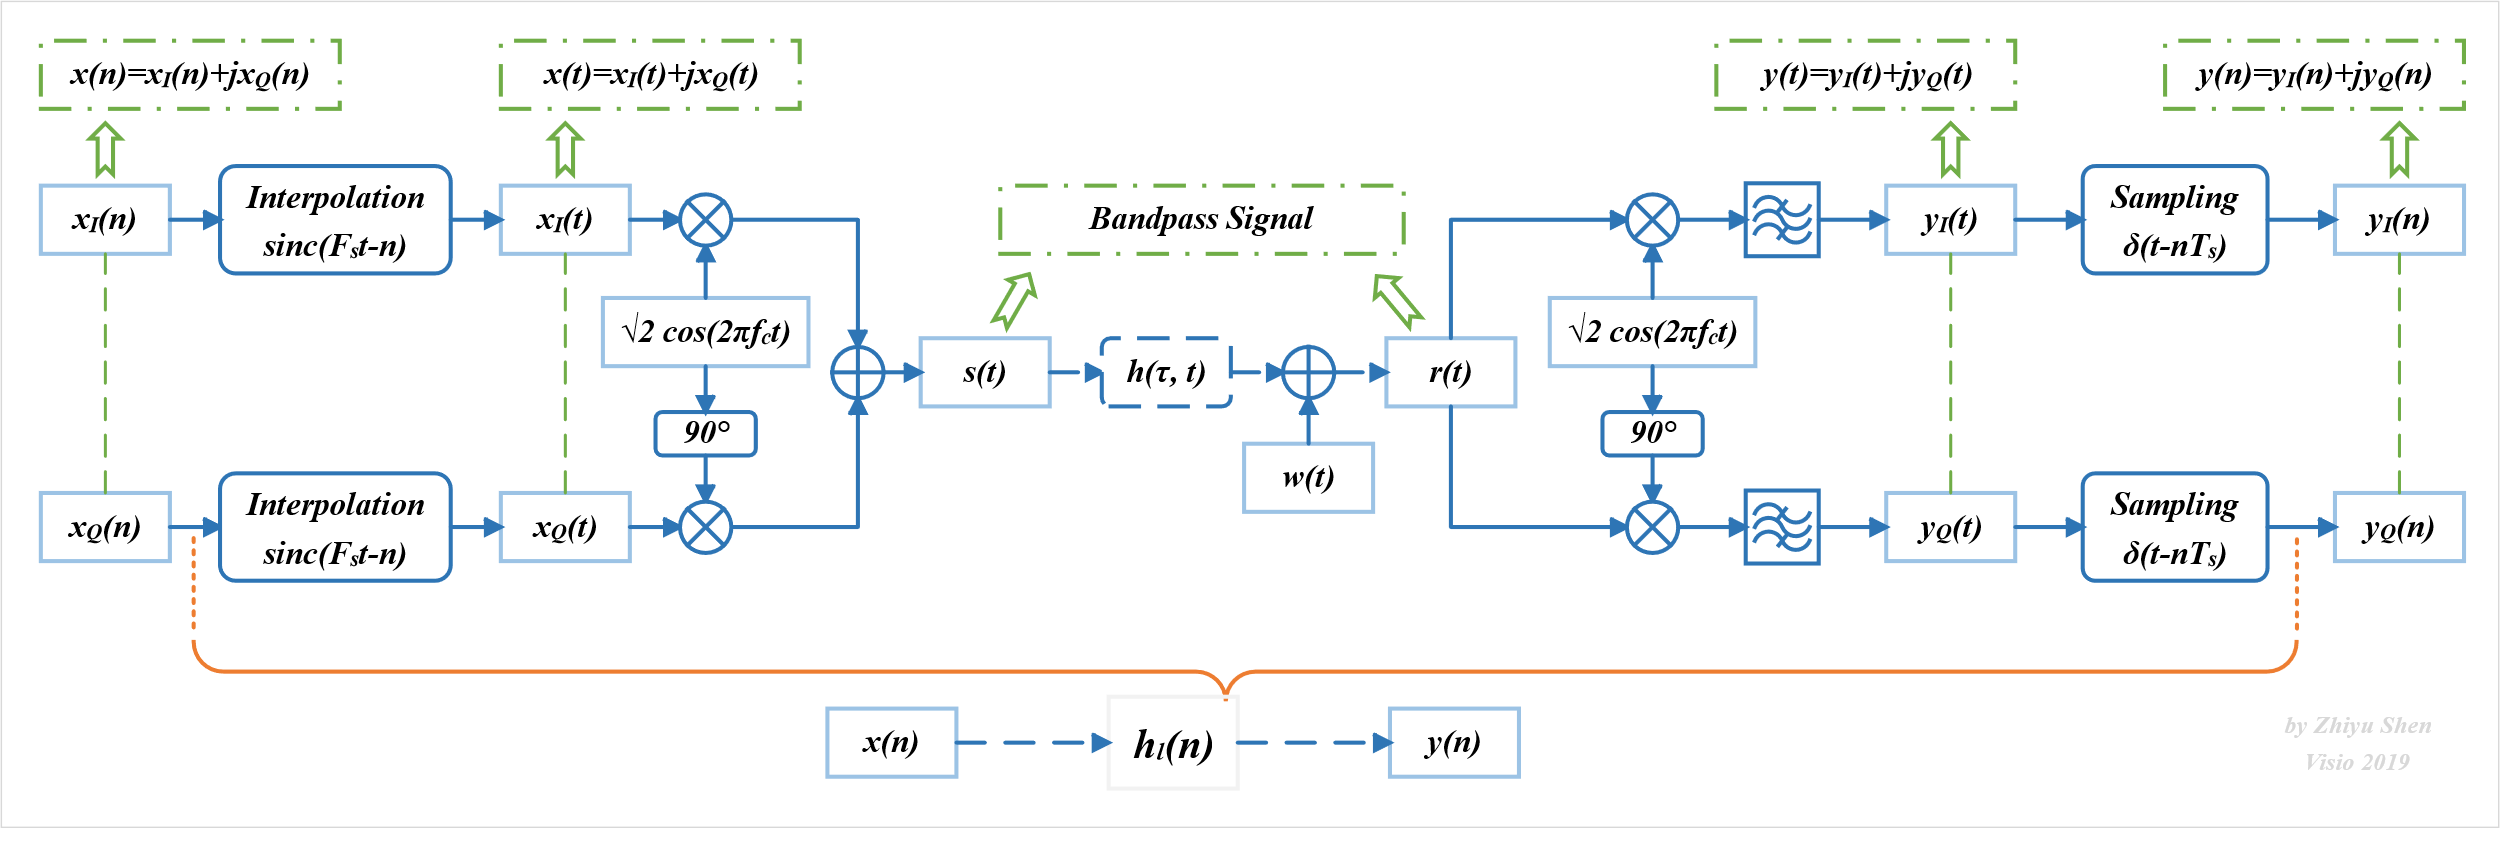 x(n)=xI(n)+jxQ(n)
x(t)=xI(t)+jxQ(t)
y(t)=yI(t)+jyQ(t)
y(n)=yI(n)+jyQ(n)
xI(n)
Interpolation
sinc(Fst-n)
xI(t)
Bandpass Signal
yI(t)
Sampling
δ(t-nTs)
yI(n)
√2 cos(2πfct)
√2 cos(2πfct)
s(t)
h(τ, t)
r(t)
90°
90°
w(t)
xQ(n)
Interpolation
sinc(Fst-n)
xQ(t)
yQ(t)
Sampling
δ(t-nTs)
yQ(n)
x(n)
hl(n)
y(n)
by Zhiyu Shen
Visio 2019